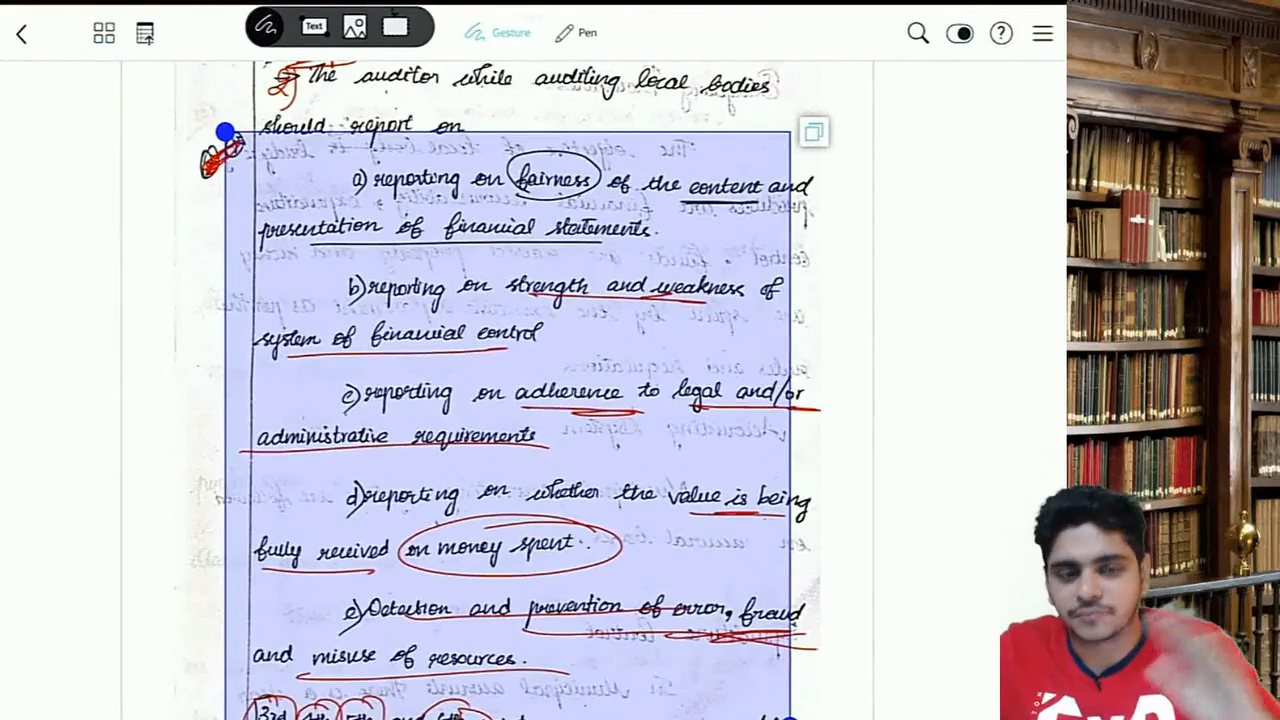 Text
Gesture
Pen
2) The auditor while auditing local bodies
should report on
a) reporting on fairness of the content and
presentation of financial statements.
b) reporting on strength and weakness of
system of financial control
c) reporting on adherence to legal and/or
administrative requirements
d) reporting on whether the value is being
fully received on money spent.
e) Detection and prevention of error, fraud
and misuse of resources.
3rd
and